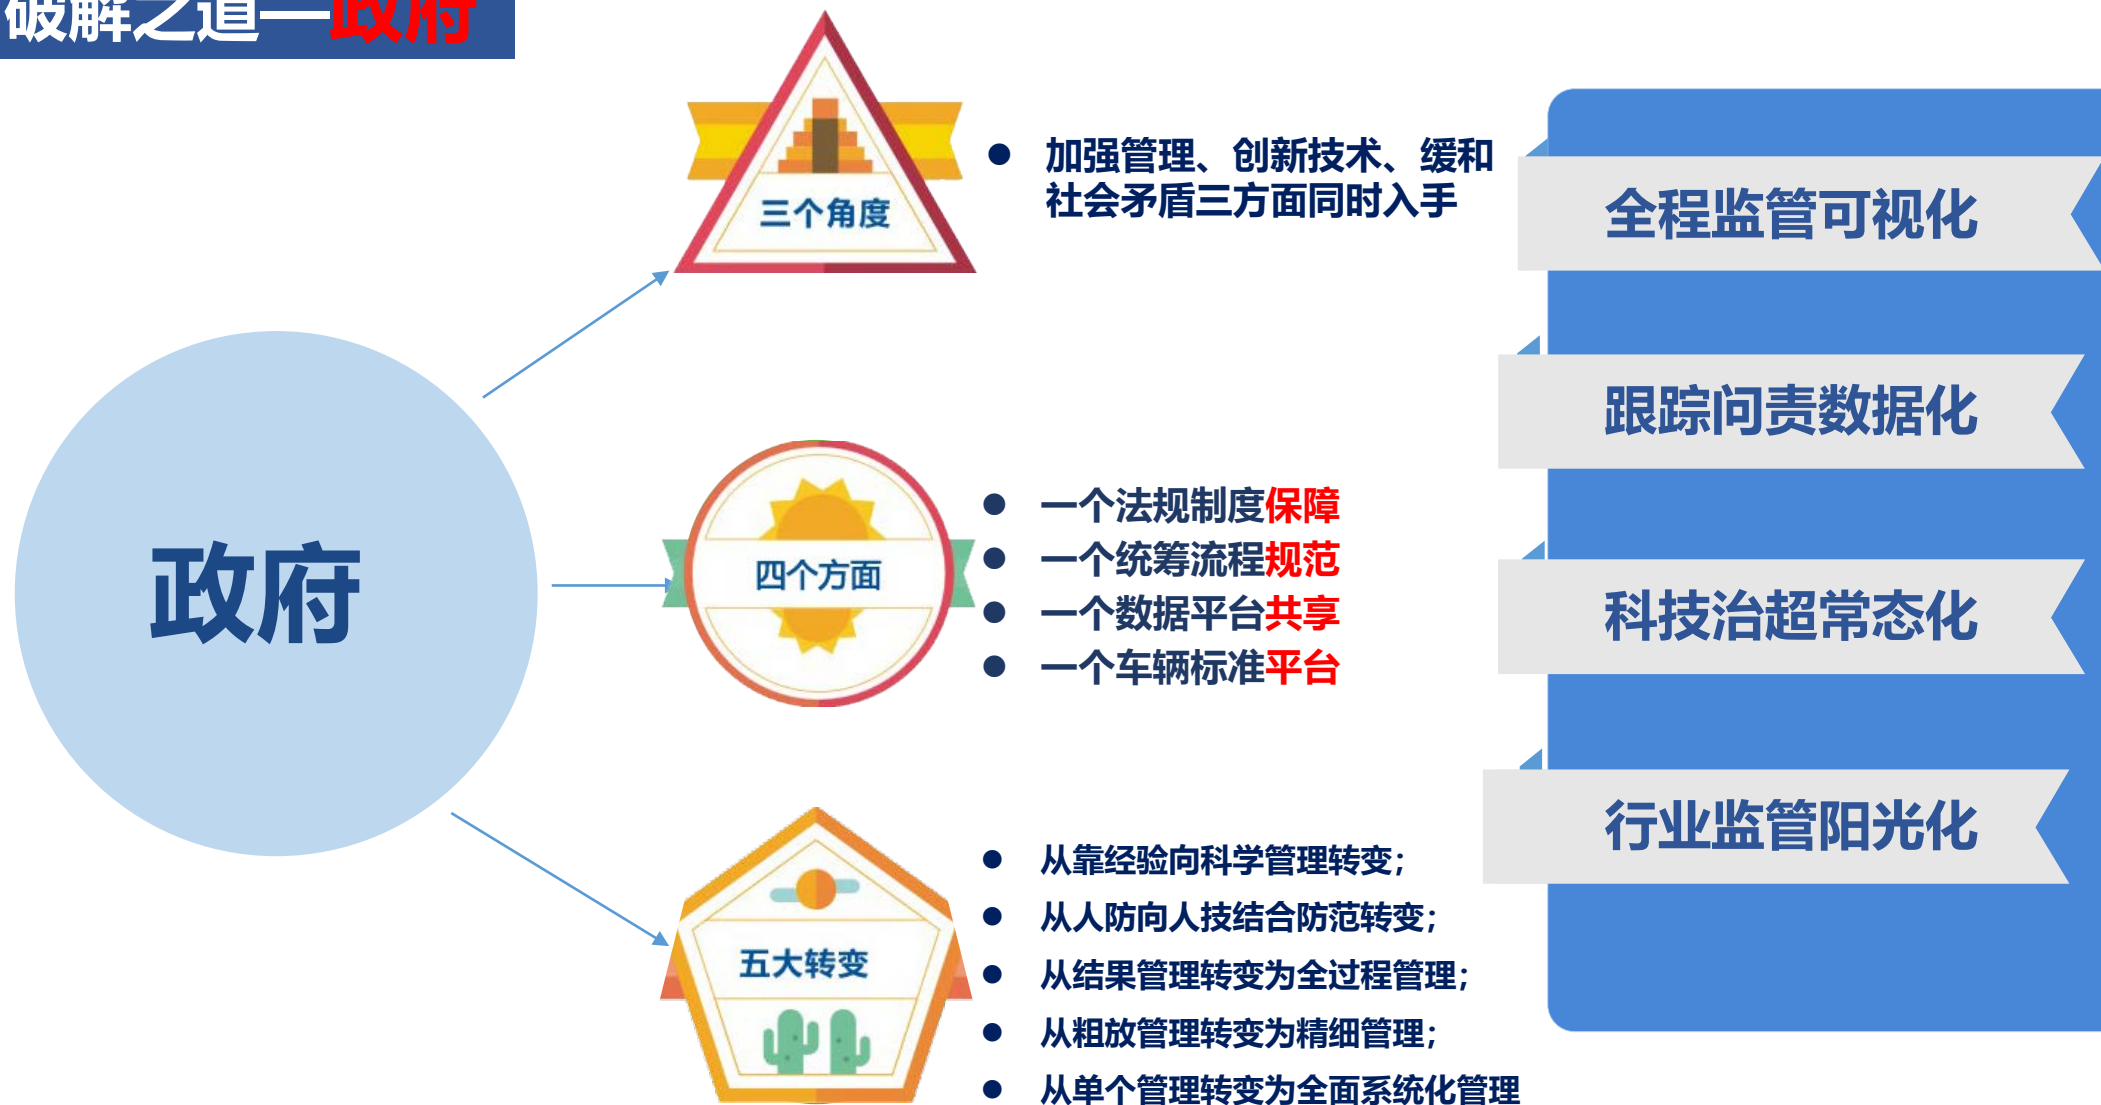 破解之道—政府
政府
三个角度
加强管理、创新技术、缓和
社会矛盾三方面同时入手
四个方面
一个法规制度保障
一个统筹流程规范
一个数据平台共享
一个车辆标准平台
五大转变
从靠经验向科学管理转变；
从人防向人技结合防范转变；
从结果管理转变为全过程管理；
从粗放管理转变为精细管理；
从单个管理转变为全面系统化管理
全程监管可视化
跟踪问责数据化
科技治超常态化
行业监管阳光化